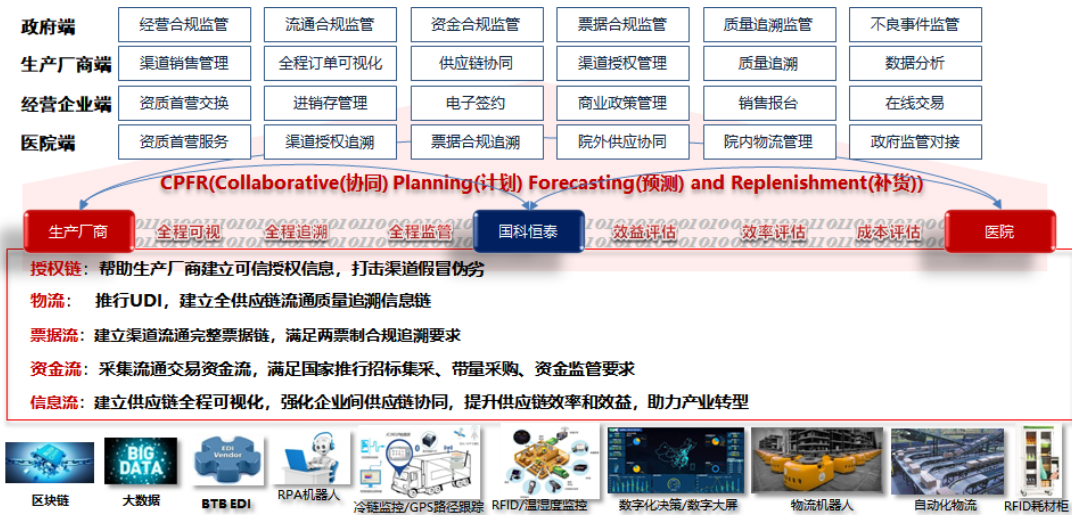 政府端 经营合规监管 流通合规监管 资金合规监管 票据合规监管 质量追溯监管 不良事件监管
生产厂商端 渠道销售管理 全程订单可视化 供应链协同 渠道授权管理 质量追溯 数据分析
经营企业端 资质首营交换 进销存管理 电子签约 商业政策管理 销售报台 在线交易
医院端 资质首营服务 渠道授权追溯 票据合规追溯 院外供应协同 院内物流管理 政府监管对接
CPFR(Collaborative(协同) Planning(计划) Forecasting(预测) and Replenishment(补货))
生产厂商 全程可视 全程追溯 全程监管 国科恒泰 效益评估 效率评估 成本评估 医院
授权链：帮助生产厂商建立可信授权信息，打击渠道假冒伪劣
物流： 推行UDI，建立全供应链流通质量追溯信息链
票据流：建立渠道流通完整票据链，满足两票制合规追溯要求
资金流：采集流通交易资金流，满足国家推行招标集采、带量采购、资金监管要求
信息流：建立供应链全程可视化，强化企业间供应链协同，提升供应链效率和效益，助力产业转型
BIG
DATA
EDI
Vendor
区块链 大数据 BTB EDI RPA机器人 冷链监控/GPS路径跟踪 RFID/温湿度监控 数字化决策/数字大屏 物流机器人 自动化物流 RFID耗材柜